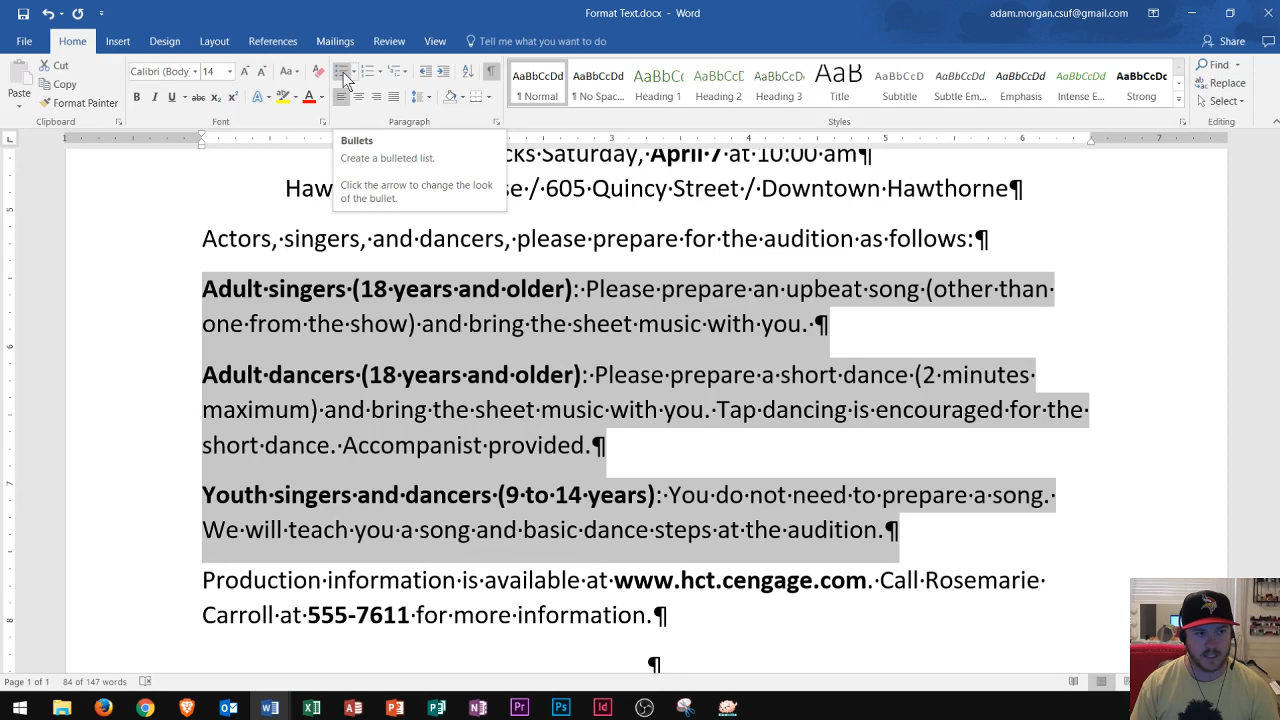 Format Text.docx - Word
adam.morgan.csuf@gmail.com
File Home Insert Design Layout References Mailings Review View Tell me what you want to do Share
Paste
Cut
Copy
Format Painter
Clipboard
Calibri (Body) 14
Font
Paragraph
AaBbCcDd AaBbCcDd AaBbCc AaBbCcD AaBbCcD AaB AaBbCcD AaBbCcDd AaBbCcDd AaBbCcDd AaBbCcDc
¶ Normal ¶ No Spac... Heading 1 Heading 2 Heading 3 Title Subtitle Subtle Em... Emphasis Intense E... Strong
Styles
Find
Replace
Select
Editing
Bullets
Create a bulleted list.
Click the arrow to change the look
of the bullet.
1 3 4 5 6 7
cks·Saturday,·April·7·at·10:00·am¶
Haw se·/·605·Quincy·Street·/·Downtown·Hawthorne¶
Actors,·singers,·and·dancers,·please·prepare·for·the·audition·as·follows:¶
Adult·singers·(18·years·and·older):·Please·prepare·an·upbeat·song·(other·than·
one·from·the·show)·and·bring·the·sheet·music·with·you.·¶
Adult·dancers·(18·years·and·older):·Please·prepare·a·short·dance·(2·minutes·
maximum)·and·bring·the·sheet·music·with·you.·Tap·dancing·is·encouraged·for·the·
short·dance.·Accompanist·provided.¶
Youth·singers·and·dancers·(9·to·14·years):·You·do·not·need·to·prepare·a·song.·
We·will·teach·you·a·song·and·basic·dance·steps·at·the·audition.¶
Production·information·is·available·at·www.hct.cengage.com.·Call·Rosemarie·
Carroll·at·555-7611·for·more·information.¶
¶
Page 1 of 1 84 of 147 words